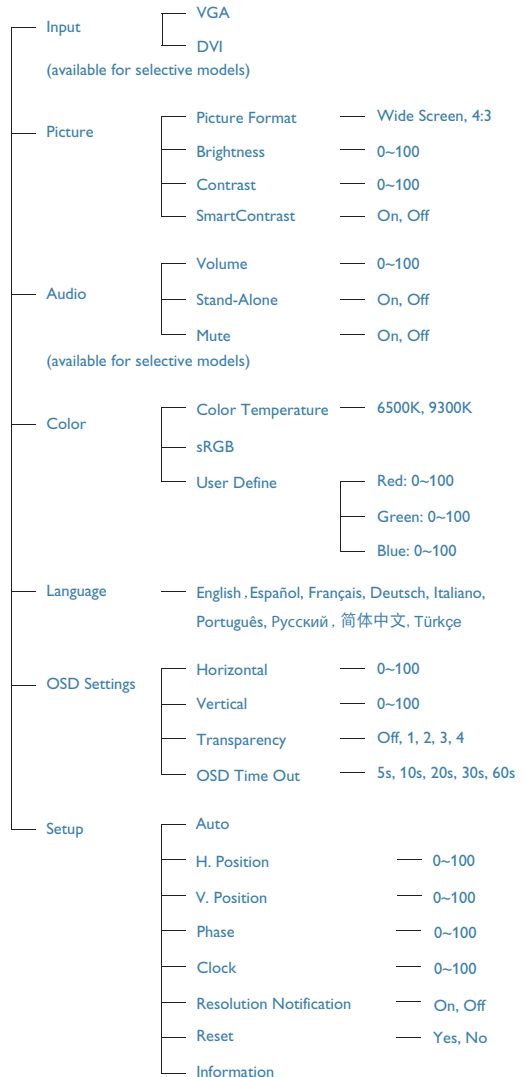 Input
VGA
DVI
(available for selective models)
Picture
Picture Format
Wide Screen, 4:3
Brightness
0~100
Contrast
0~100
SmartContrast
On, Off
Audio
Volume
0~100
Stand-Alone
On, Off
Mute
On, Off
(available for selective models)
Color
Color Temperature
6500K, 9300K
sRGB
User Define
Red: 0~100
Green: 0~100
Blue: 0~100
Language
English , Español, Français, Deutsch, Italiano,
Português, Русский , 简体中文, Türkçe
OSD Settings
Horizontal
0~100
Vertical
0~100
Transparency
Off, 1, 2, 3, 4
OSD Time Out
5s, 10s, 20s, 30s, 60s
Setup
Auto
H. Position
0~100
V. Position
0~100
Phase
0~100
Clock
0~100
Resolution Notification
On, Off
Reset
Yes, No
Information